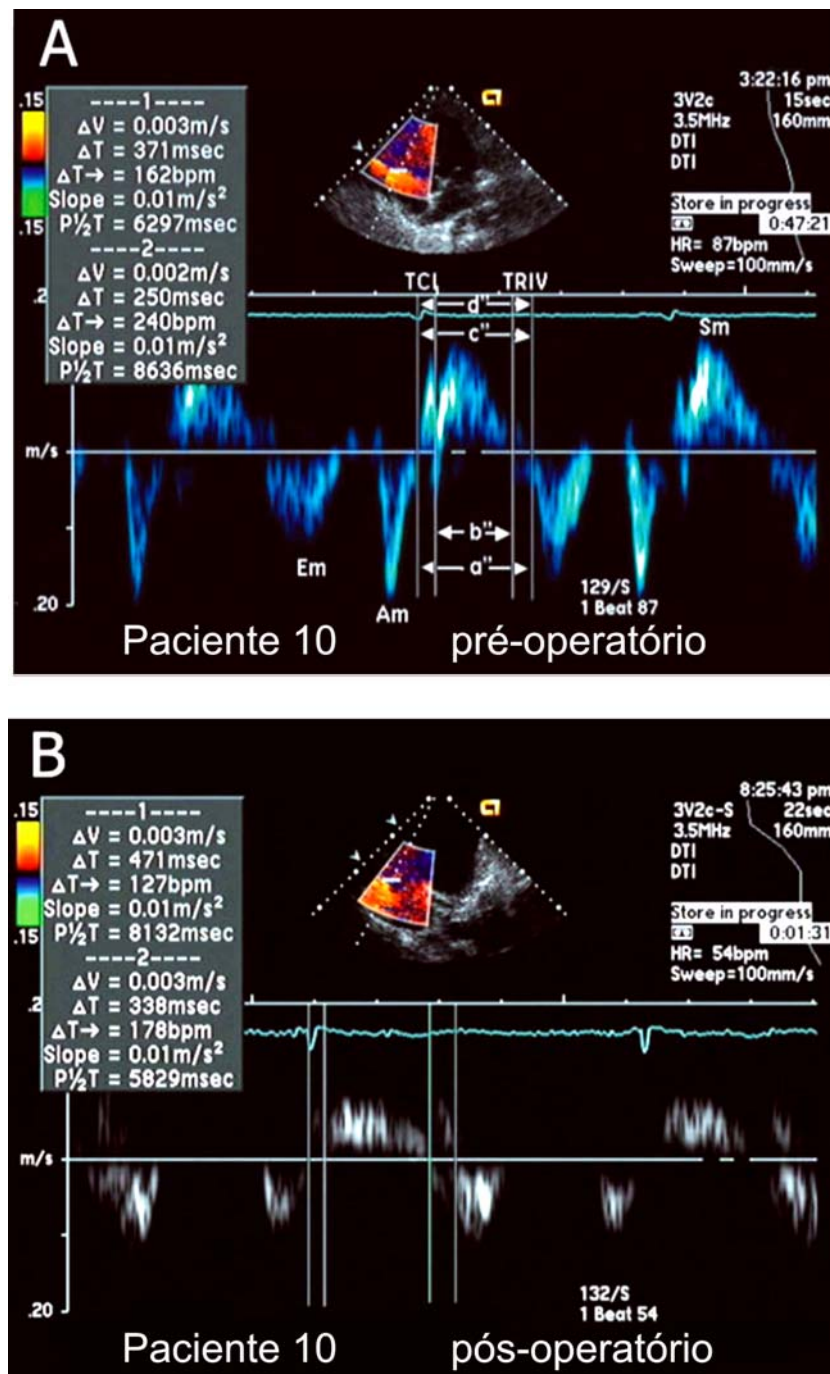 A
.15
.15
----1----
ΔV = 0.003m/s
ΔT = 371msec
ΔT→ = 162bpm
Slope = 0.01m/s²
P½T = 6297msec
----2----
ΔV = 0.002m/s
ΔT = 250msec
ΔT→ = 240bpm
Slope = 0.01m/s²
P½T = 8636msec
3:22:16 pm
3V2c 15sec
3.5MHz 160mm
DTI
DTI
Store in progress
0:47:21
HR= 87bpm
Sweep=100mm/s
.2
TCI TRIV
d"
c"
Sm
m/s
b"
a"
Em
Am
.20
129/S
1 Beat 87
Paciente 10 pré-operatório
B
.15
.15
----1----
ΔV = 0.003m/s
ΔT = 471msec
ΔT→ = 127bpm
Slope = 0.01m/s²
P½T = 8132msec
----2----
ΔV = 0.003m/s
ΔT = 338msec
ΔT→ = 178bpm
Slope = 0.01m/s²
P½T = 5829msec
8:25:43 pm
3V2c-S 22sec
3.5MHz 160mm
DTI
DTI
Store in progress
0:01:31
HR= 54bpm
Sweep=100mm/s
.2
m/s
.20
132/S
1 Beat 54
Paciente 10 pós-operatório